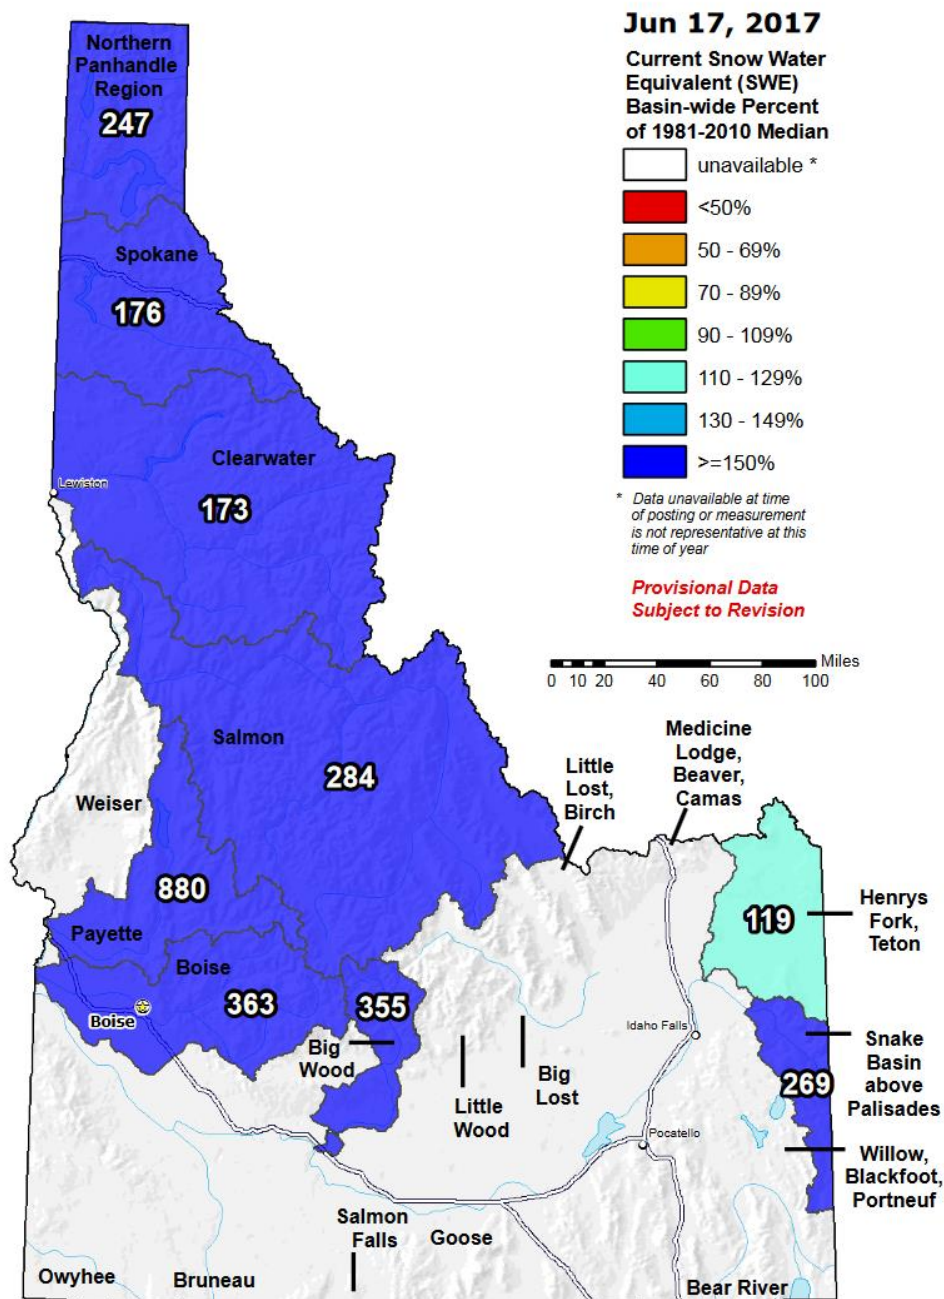 Jun 17, 2017
Current Snow Water
Equivalent (SWE)
Basin-wide Percent
of 1981-2010 Median
unavailable *
<50%
50 - 69%
70 - 89%
90 - 109%
110 - 129%
130 - 149%
>=150%
* Data unavailable at time
of posting or measurement
is not representative at this
time of year
Provisional Data
Subject to Revision
Miles
0 10 20 40 60 80 100
Northern
Panhandle
Region
247
Spokane
176
Clearwater
Lewiston
173
Salmon
284
Weiser
880
Payette
Boise
363
Boise
355
Big
Wood
Little
Lost,
Birch
Medicine
Lodge,
Beaver,
Camas
119
Henrys
Fork,
Teton
Idaho Falls
Snake
Basin
above
Palisades
269
Big
Lost
Little
Wood
Pocatello
Willow,
Blackfoot,
Portneuf
Salmon
Falls
Goose
Owyhee
Bruneau
Bear River